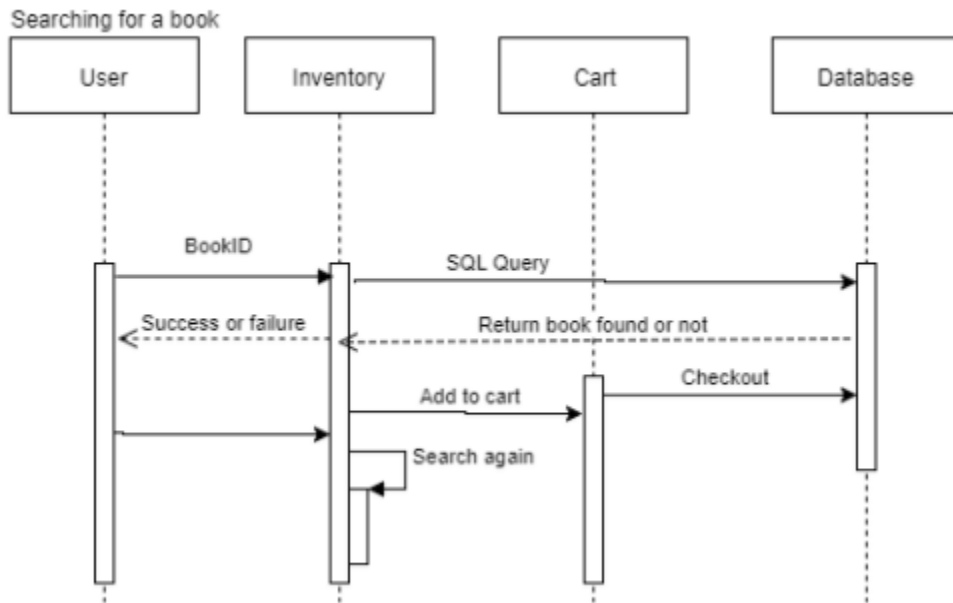 Searching for a book
User
Inventory
Cart
Database
BookID
SQL Query
Success or failure
Return book found or not
Checkout
Add to cart
Search again